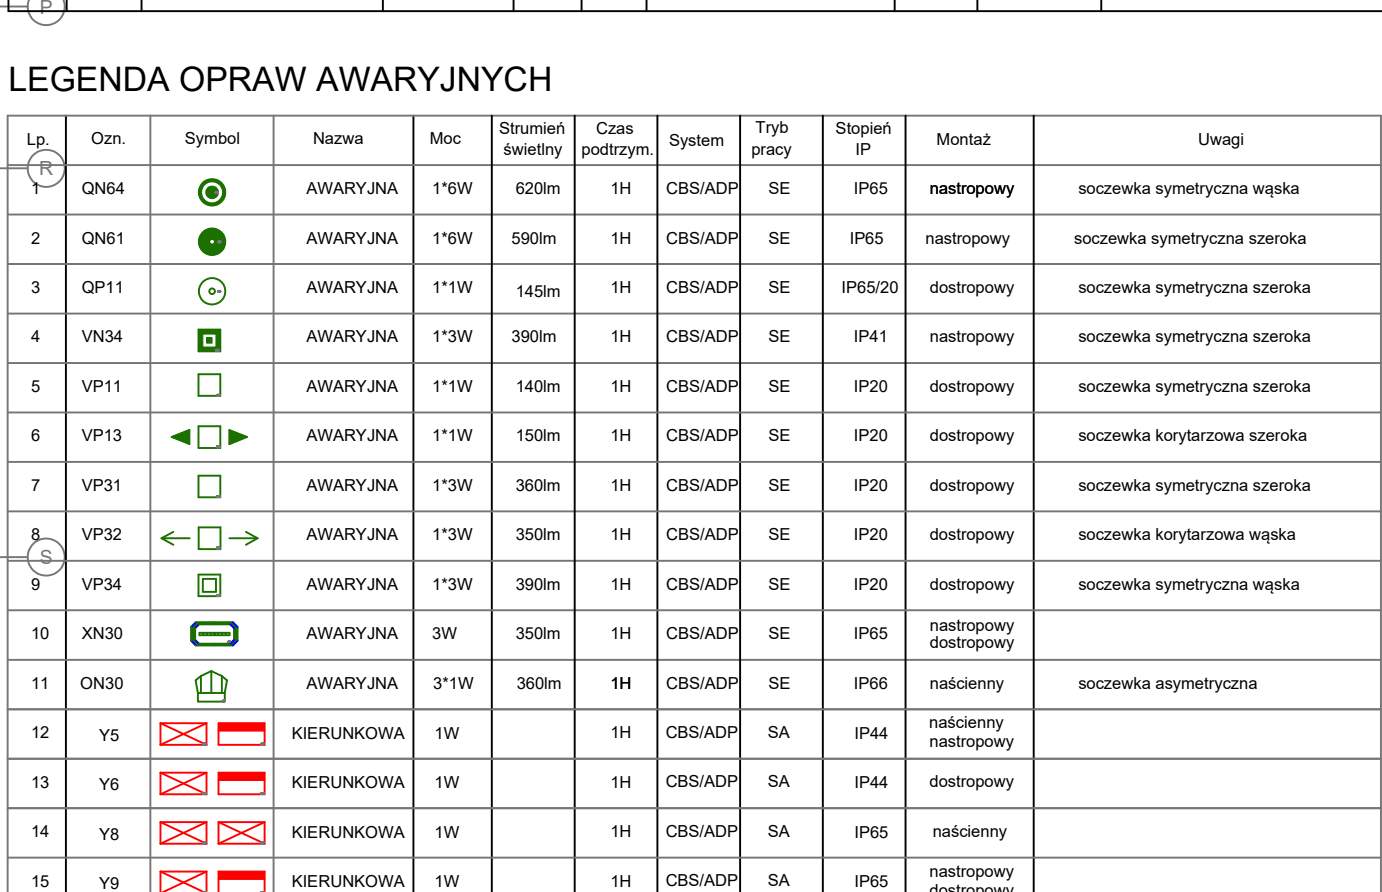 P
LEGENDA OPRAW AWARYJNYCH
Lp. Ozn. Symbol Nazwa Moc Strumień świetlny Czas podtrzym. System Tryb pracy Stopień IP Montaż Uwagi
R
1 QN64 AWARYJNA 1*6W 620lm 1H CBS/ADP SE IP65 nastropowy soczewka symetryczna wąska
2 QN61 AWARYJNA 1*6W 590lm 1H CBS/ADP SE IP65 nastropowy soczewka symetryczna szeroka
3 QP11 AWARYJNA 1*1W 145lm 1H CBS/ADP SE IP65/20 dostropowy soczewka symetryczna szeroka
4 VN34 AWARYJNA 1*3W 390lm 1H CBS/ADP SE IP41 nastropowy soczewka symetryczna szeroka
5 VP11 AWARYJNA 1*1W 140lm 1H CBS/ADP SE IP20 dostropowy soczewka symetryczna szeroka
6 VP13 AWARYJNA 1*1W 150lm 1H CBS/ADP SE IP20 dostropowy soczewka korytarzowa szeroka
7 VP31 AWARYJNA 1*3W 360lm 1H CBS/ADP SE IP20 dostropowy soczewka symetryczna szeroka
8 VP32 AWARYJNA 1*3W 350lm 1H CBS/ADP SE IP20 dostropowy soczewka korytarzowa wąska
S
9 VP34 AWARYJNA 1*3W 390lm 1H CBS/ADP SE IP20 dostropowy soczewka symetryczna wąska
10 XN30 AWARYJNA 3W 350lm 1H CBS/ADP SE IP65 nastropowy dostropowy
11 ON30 AWARYJNA 3*1W 360lm 1H CBS/ADP SE IP66 naścienny soczewka asymetryczna
12 Y5 KIERUNKOWA 1W 1H CBS/ADP SA IP44 naścienny nastropowy
13 Y6 KIERUNKOWA 1W 1H CBS/ADP SA IP44 dostropowy
14 Y8 KIERUNKOWA 1W 1H CBS/ADP SA IP65 naścienny
15 Y9 KIERUNKOWA 1W 1H CBS/ADP SA IP65 nastropowy dostropowy